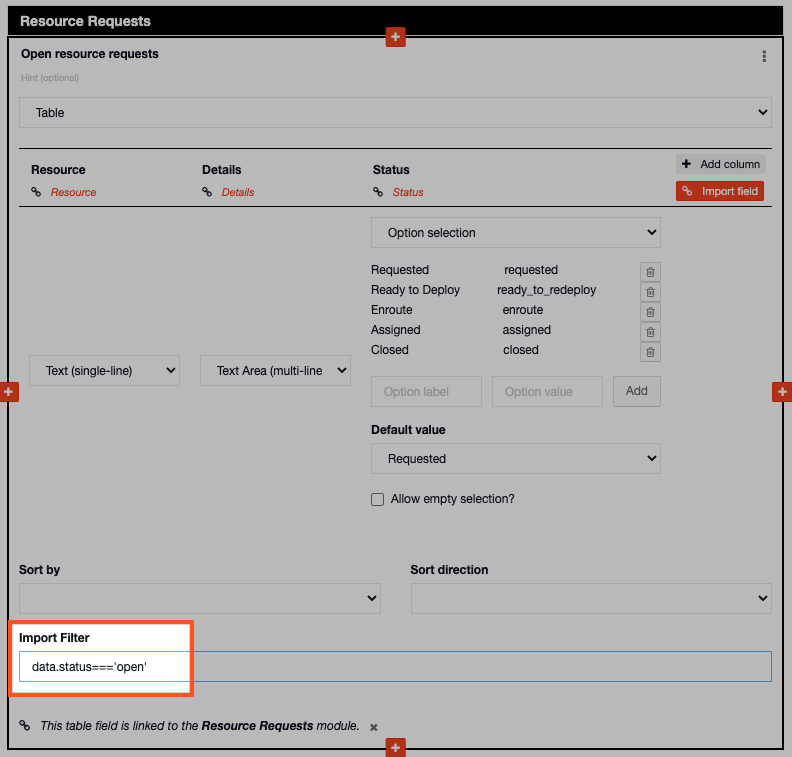 Resource Requests
Open resource requests
Hint (optional)
Table
Resource Details Status Add column
Resource Details Status Import field
Option selection
Requested requested
Ready to Deploy ready_to_redeploy
Enroute enroute
Assigned assigned
Closed closed
Text (single-line) Text Area (multi-line
Option label Option value Add
Default value
Requested
Allow empty selection?
Sort by Sort direction
Import Filter
data.status==='open'
This table field is linked to the Resource Requests module.